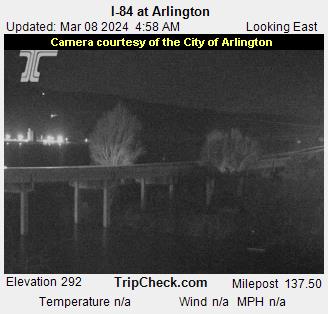 I-84 at Arlington
Updated: Mar 08 2024 4:58 AM Looking East
Camera courtesy of the City of Arlington
Elevation 292 TripCheck.com Milepost 137.50
Temperature n/a Wind n/a MPH n/a